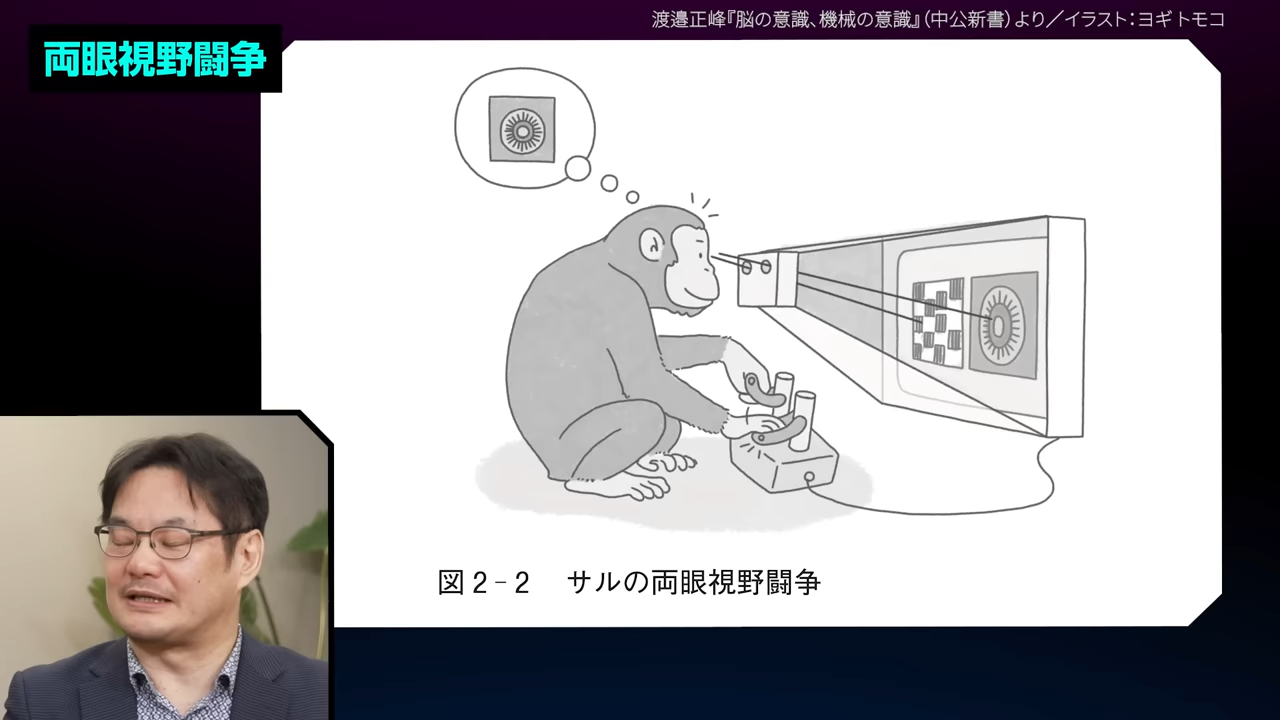 渡邉正峰『脳の意識、機械の意識』（中公新書）より／イラスト：ヨギトモコ
両眼視野闘争
図2-2　サルの両眼視野闘争